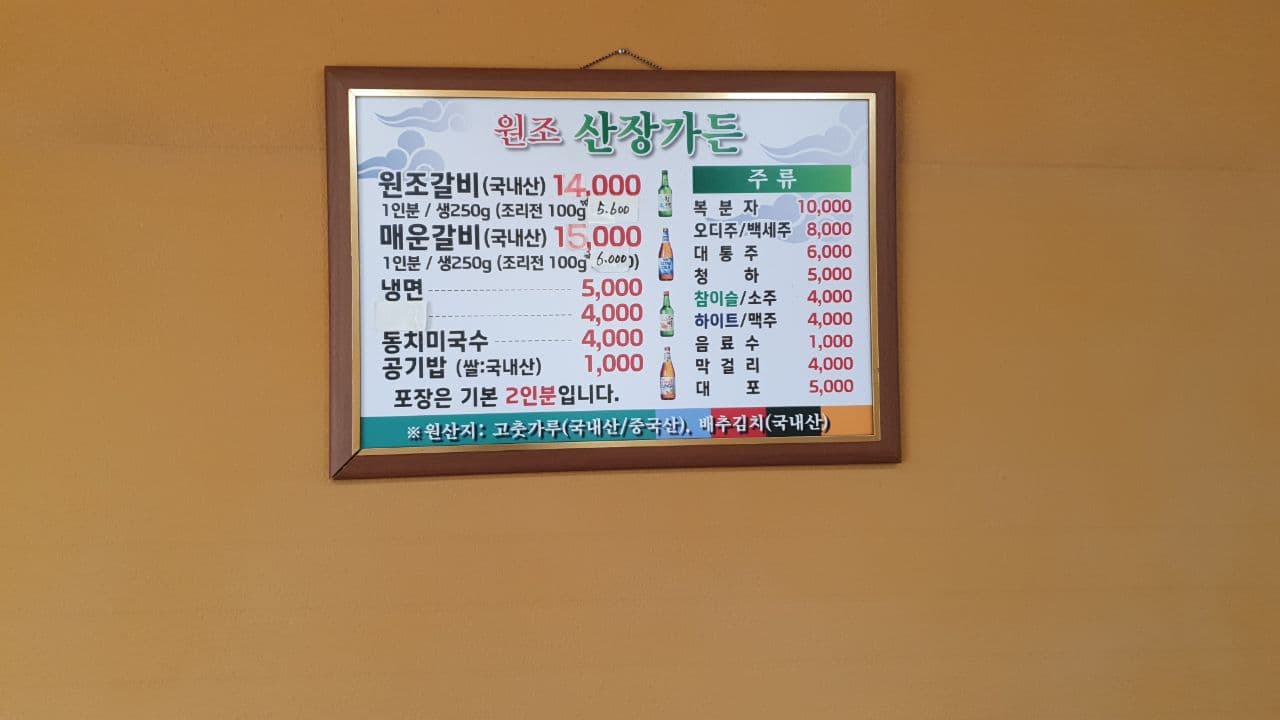 원조 산장가든
원조갈비(국내산) 14,000
1인분 / 생250g (조리전 100g 5.600
매운갈비(국내산) 15,000
1인분 / 생250g (조리전 100g 6.000))
냉면 5,000
4,000
동치미국수 4,000
공기밥 (쌀:국내산) 1,000
포장은 기본 2인분입니다.
주류
복분자 10,000
오디주/백세주 8,000
대통주 6,000
청하 5,000
참이슬/소주 4,000
하이트/맥주 4,000
음료수 1,000
막걸리 4,000
대포 5,000
※원산지: 고춧가루(국내산/중국산), 배추김치(국내산)